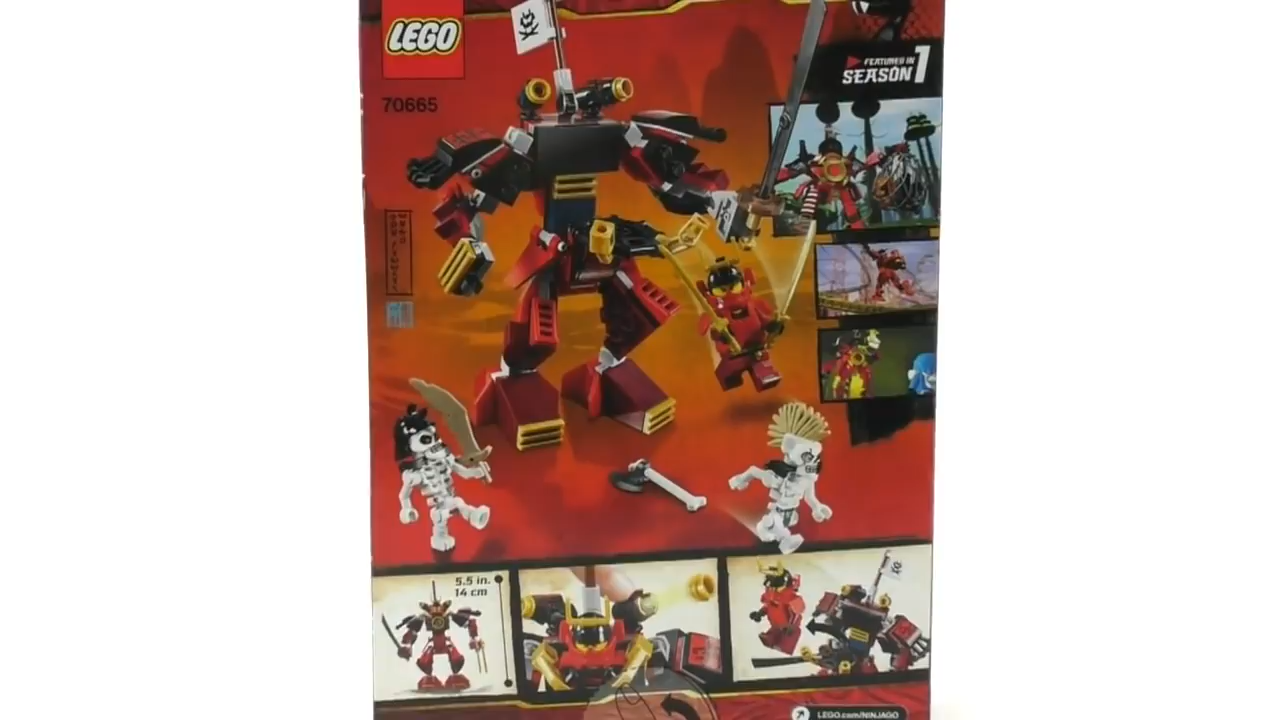 LEGO
70665
FEATURED IN
SEASON 1
5.5 in.
14 cm
LEGO.com/NINJAGO